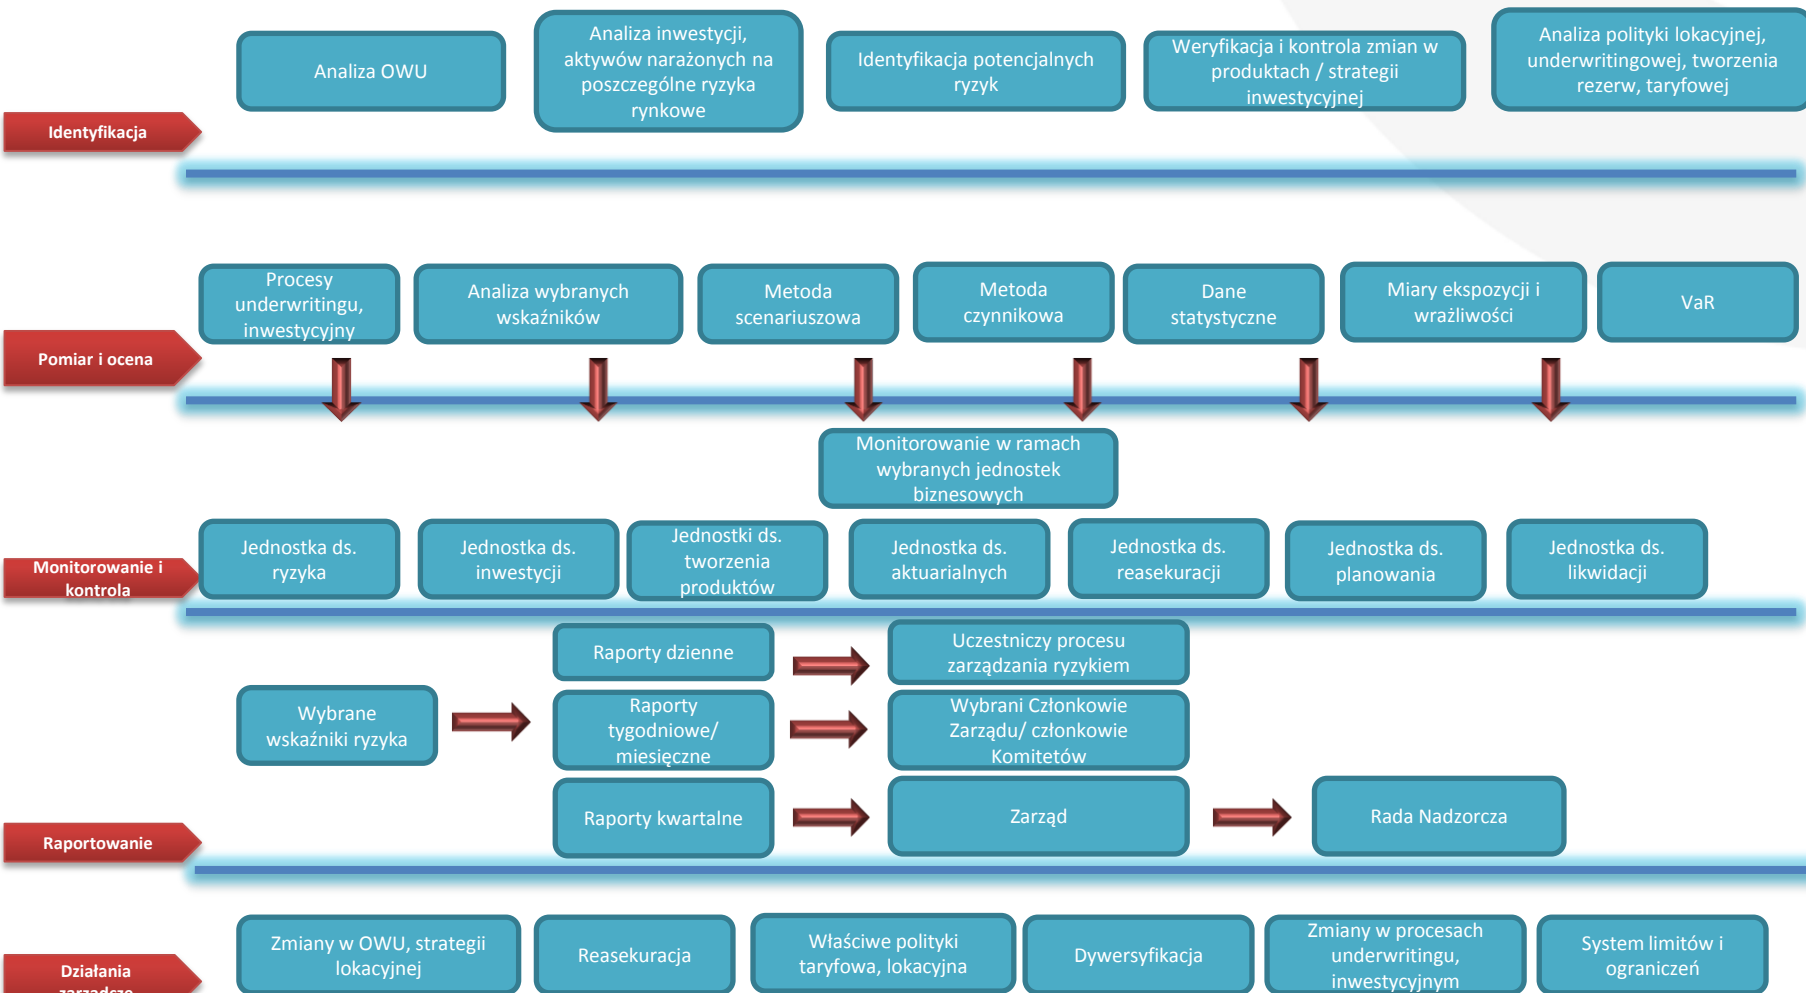 Analiza OWU
Analiza inwestycji,
aktywów narażonych na
poszczególne ryzyka
rynkowe
Identyfikacja potencjalnych
ryzyk
Weryfikacja i kontrola zmian w
produktach / strategii
inwestycyjnej
Analiza polityki lokacyjnej,
underwritingowej, tworzenia
rezerw, taryfowej
Identyfikacja
Procesy
underwritingu,
inwestycyjny
Analiza wybranych
wskaźników
Metoda
scenariuszowa
Metoda
czynnikowa
Dane
statystyczne
Miary ekspozycji i
wrażliwości
VaR
Pomiar i ocena
Monitorowanie w ramach
wybranych jednostek
biznesowych
Monitorowanie i
kontrola
Jednostka ds.
ryzyka
Jednostka ds.
inwestycji
Jednostki ds.
tworzenia
produktów
Jednostka ds.
aktuarialnych
Jednostka ds.
reasekuracji
Jednostka ds.
planowania
Jednostka ds.
likwidacji
Raporty dzienne
Uczestniczy procesu
zarządzania ryzykiem
Wybrane
wskaźniki ryzyka
Raporty
tygodniowe/
miesięczne
Wybrani Członkowie
Zarządu/ członkowie
Komitetów
Raporty kwartalne
Zarząd
Rada Nadzorcza
Raportowanie
Zmiany w OWU, strategii
lokacyjnej
Reasekuracja
Właściwe polityki
taryfowa, lokacyjna
Dywersyfikacja
Zmiany w procesach
underwritingu,
inwestycyjnym
System limitów i
ograniczeń
Działania
zarządcze